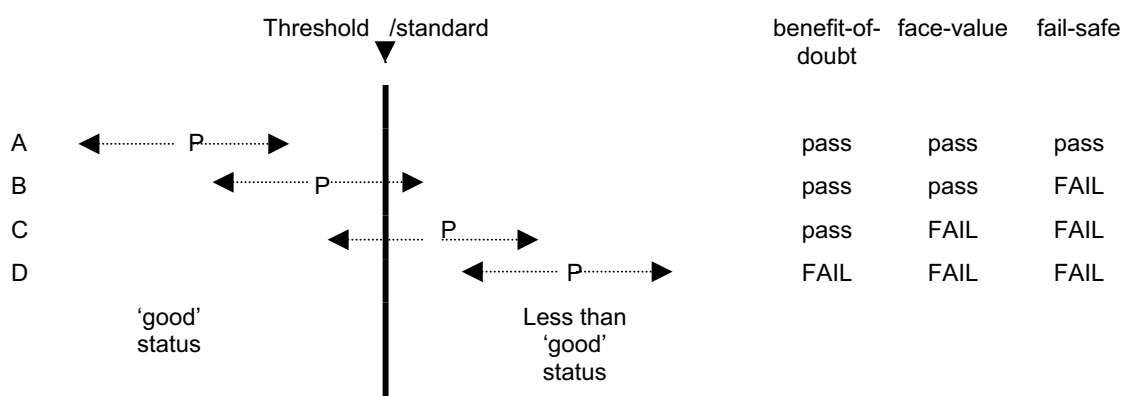 Threshold /standard benefit-of-doubt face-value fail-safe
A P pass pass pass
B P pass pass FAIL
C P pass FAIL FAIL
D P FAIL FAIL FAIL
‘good’ status
Less than ‘good’ status